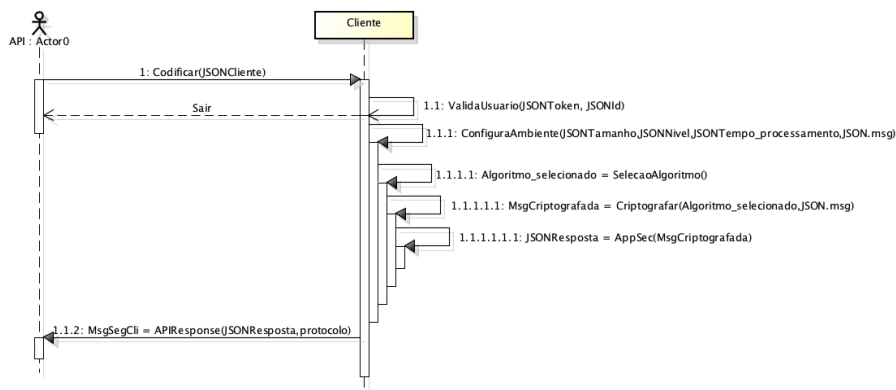 Cliente
API : Actor0
1: Codificar(JSONCliente)
1.1: ValidaUsuario(JSONToken, JSONId)
Sair
1.1.1: ConfiguraAmbiente(JSONTamanho,JSONNivel,JSONTempo_processamento,JSON.msg)
1.1.1.1: Algoritmo_selecionado = SelecaoAlgoritmo()
1.1.1.1.1: MsgCriptografada = Criptografar(Algoritmo_selecionado,JSON.msg)
1.1.1.1.1.1: JSONResposta = AppSec(MsgCriptografada)
1.1.2: MsgSegCli = APIResponse(JSONResposta,protocolo)